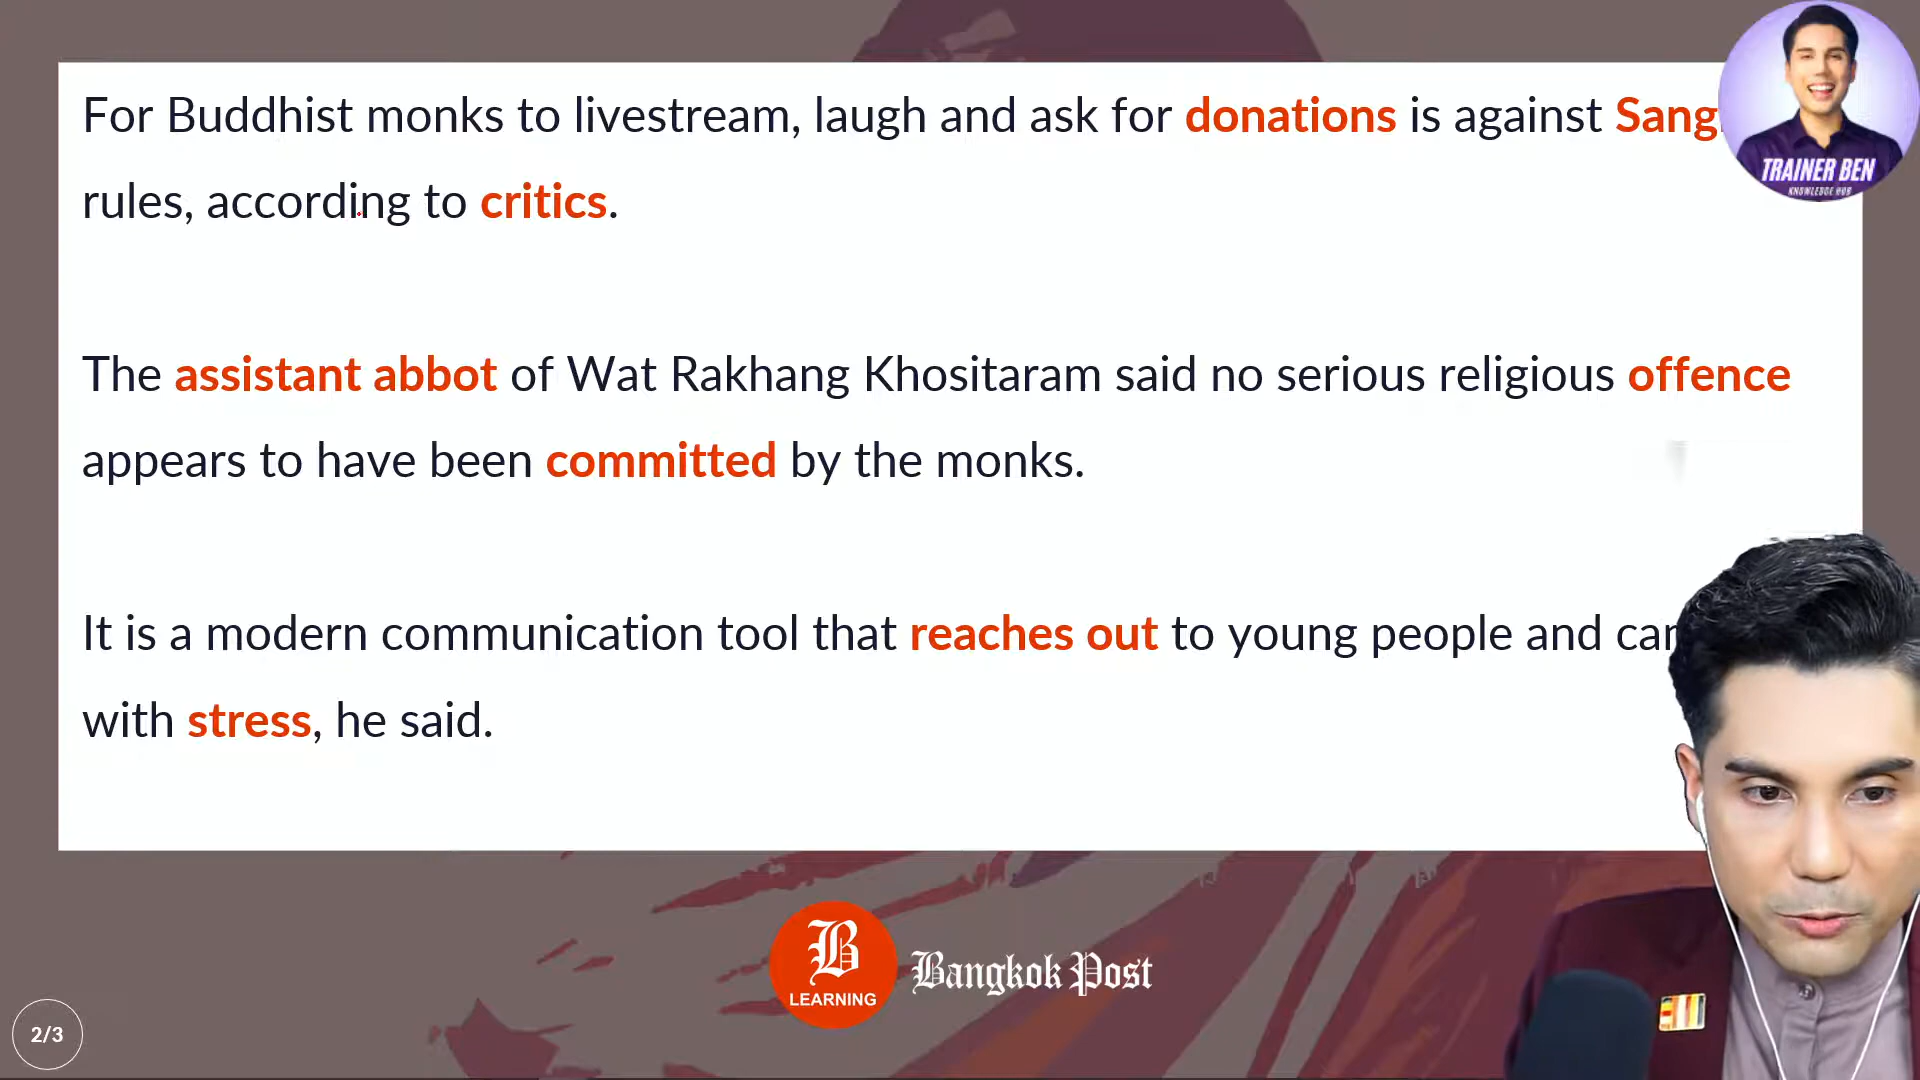 For Buddhist monks to livestream, laugh and ask for donations is against
rules, according to critics.
The assistant abbot of Wat Rakhang Khositaram said no serious religious offence
appears to have been committed by the monks.
It is a modern communication tool that reaches out to young people and
with stress, he said.
TRAINER BEN
KNOWLEDGE HUB
B
LEARNING
Bangkok Post
2/3